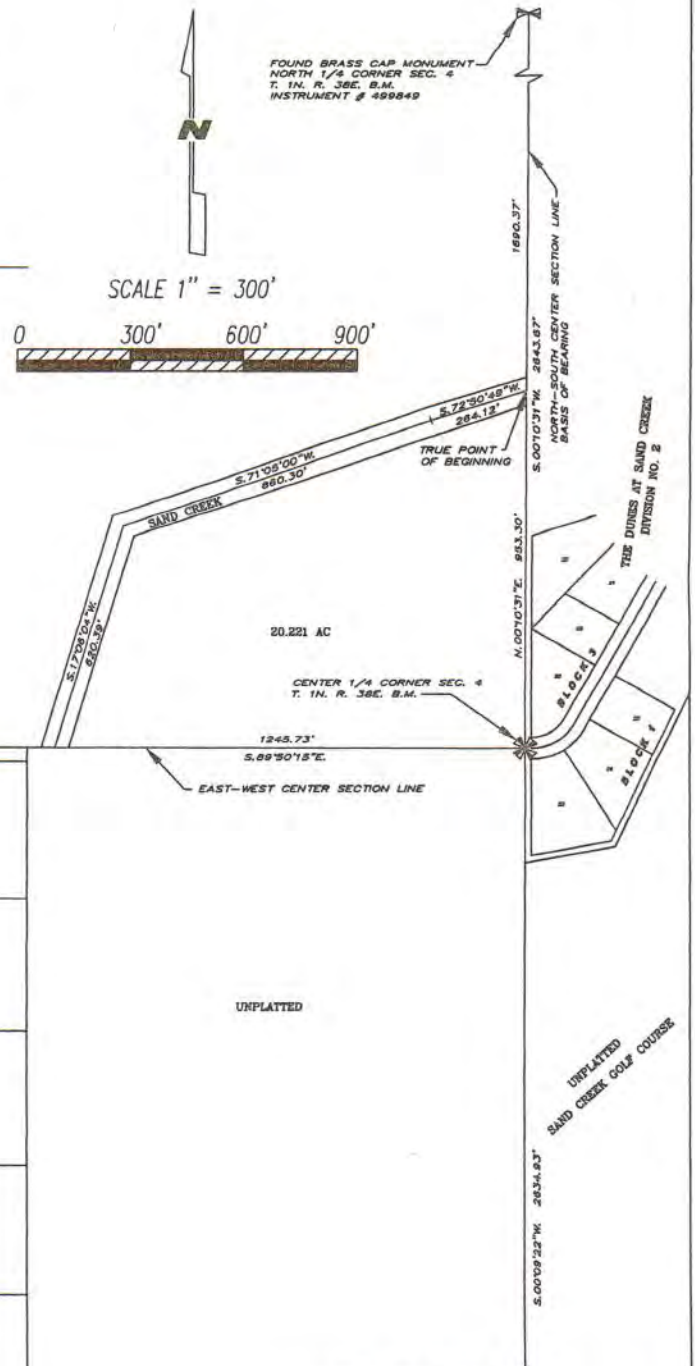 FOUND BRASS CAP MONUMENT
NORTH 1/4 CORNER SEC. 4
T. 1N. R. 38E. B.M.
INSTRUMENT # 499849
N
SCALE 1" = 300'
0 300' 600' 900'
1690.37'
S.00°10'31"W. 2643.67'
NORTH-SOUTH CENTER SECTION LINE
BASIS OF BEARING
S.72°50'49"W.
264.12'
TRUE POINT
OF BEGINNING
S.71°05'00"W.
860.30'
SAND CREEK
THE DUNES AT SAND CREEK
DIVISION NO. 2
N.00°10'31"E. 953.30'
S.17°06'04"W.
620.39'
20.221 AC
BLOCK 3
CENTER 1/4 CORNER SEC. 4
T. 1N. R. 38E. B.M.
BLOCK 1
1245.73'
S.89°50'15"E.
EAST-WEST CENTER SECTION LINE
UNPLATTED
UNPLATTED
SAND CREEK GOLF COURSE
S.00°09'22"W. 2634.93'